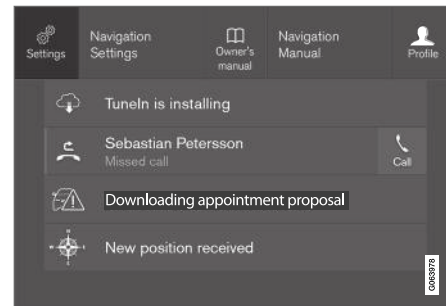 Settings
Navigation
Settings
Owner's
manual
Navigation
Manual
Profile
TuneIn is installing
Sebastian Petersson
Missed call
Call
Downloading appointment proposal
New position received
G063978